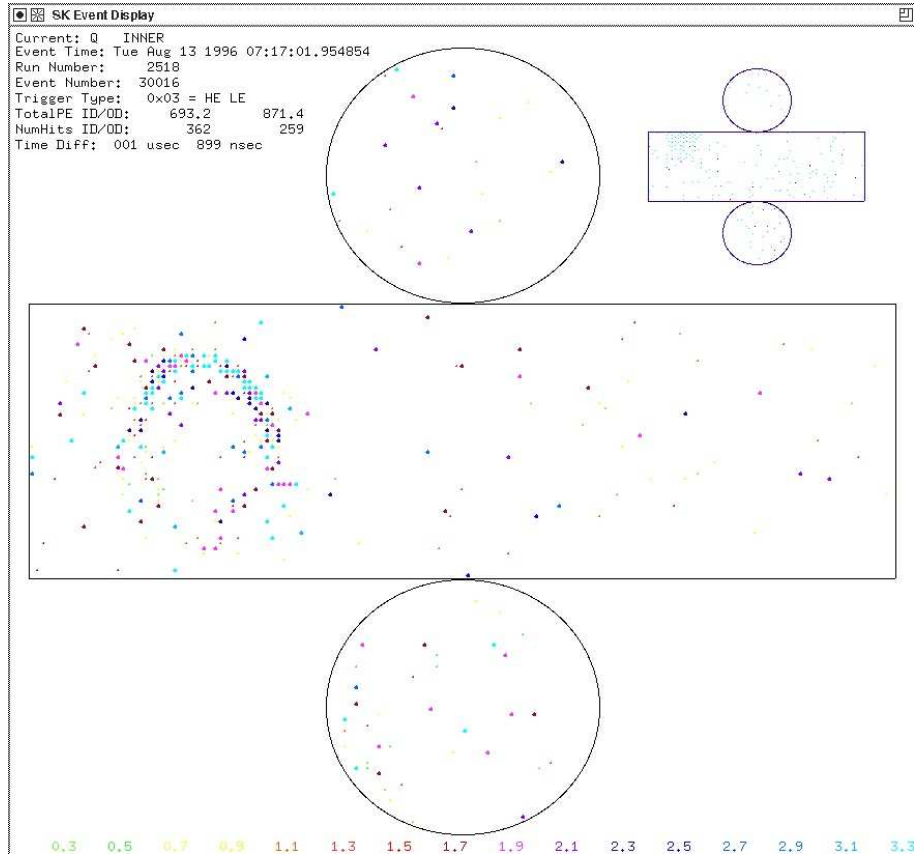 SK Event Display
Current: Q INNER
Event Time: Tue Aug 13 1996 07:17:01.954854
Run Number: 2518
Event Number: 30016
Trigger Type: 0x03 = HE LE
TotalPE ID/OD: 693.2 871.4
NumHits ID/OD: 362 259
Time Diff: 001 usec 899 nsec
0.3 0.5 0.7 0.9 1.1 1.3 1.5 1.7 1.9 2.1 2.3 2.5 2.7 2.9 3.1 3.3